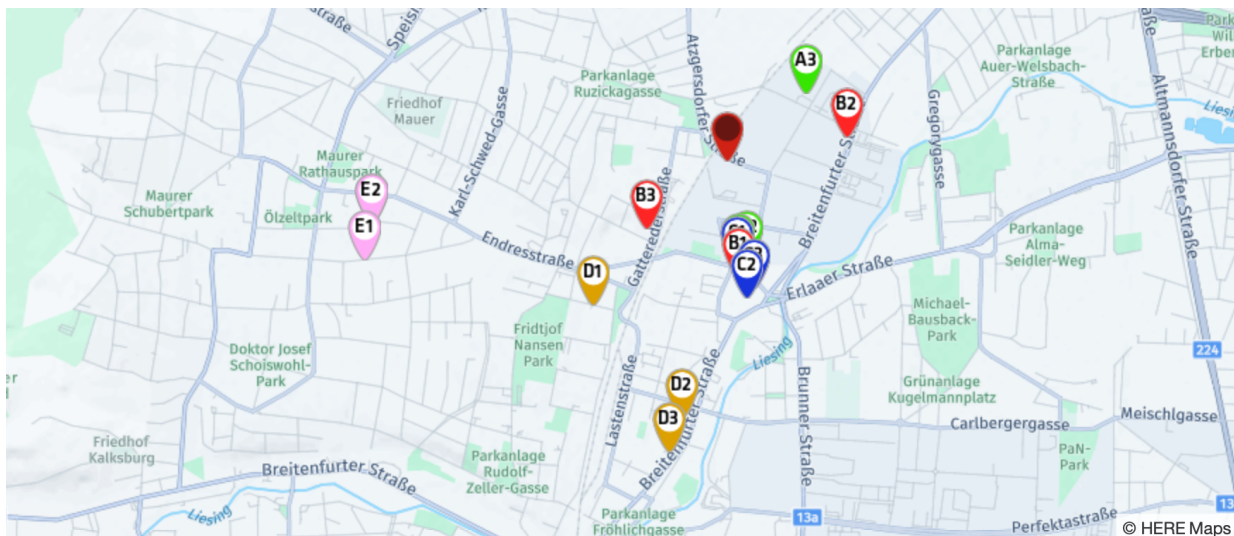 Speisi
Atzgersdorfer Straße
Parkanlage
Ruzickagasse
A3
Parkanlage
Auer-Welsbach-
Straße
Altmannsdorfer Straße
Liesing
Friedhof
Mauer
B2
Gregorygasse
Karl-Schwed-Gasse
Maurer
Rathauspark
E2
Maurer
Schubertpark
Ölzeltpark
E1
B3
Gatterederstraße
Breitenfurter
Endresstraße
B1
C2
D1
Erlaaer Straße
Parkanlage
Alma-
Seidler-Weg
Michael-
Bausback-
Park
Fridtjof
Nansen
Park
Doktor Josef
Schoiswohl-
Park
Liesing
224
Lastenstraße
Breitenfurter Straße
D2
D3
Brunner Straße
Grünanlage
Kugelmannplatz
Carlbergergasse
Meischlgasse
Friedhof
Kalksburg
Breitenfurter Straße
Parkanlage
Rudolf-
Zeller-Gasse
PaN-
Park
Liesing
Parkanlage
Fröhlichgasse
13a
Perfektastraße
© HERE Maps